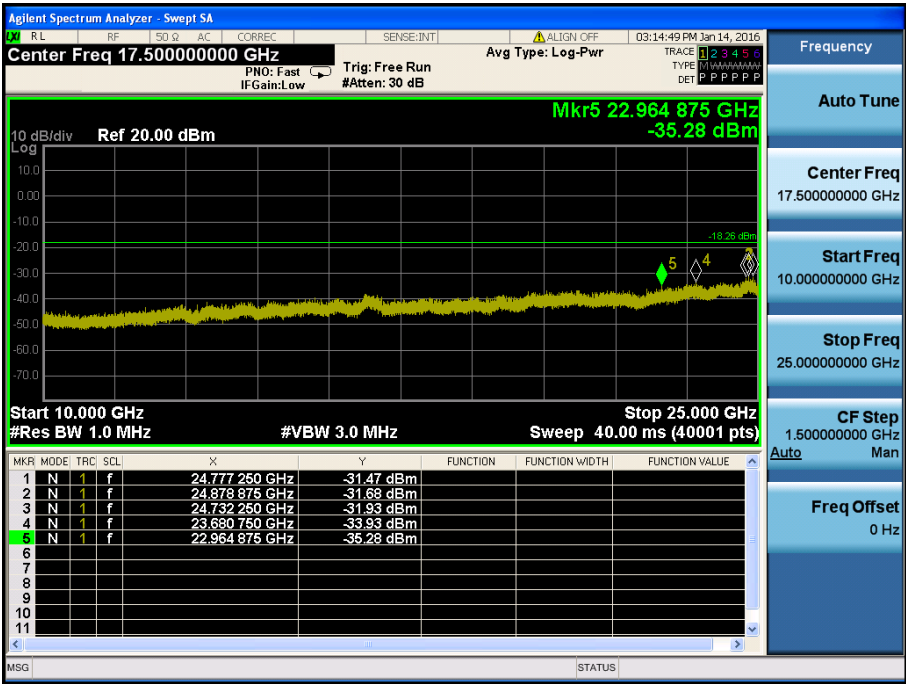 Agilent Spectrum Analyzer - Swept SA
LXI RL RF 50 Ω AC CORREC SENSE:INT ALIGN OFF 03:14:49 PM Jan 14, 2016
Center Freq 17.500000000 GHz
PNO: Fast
IFGain:Low
Trig: Free Run
#Atten: 30 dB
Avg Type: Log-Pwr
TRACE 1 2 3 4 5 6
TYPE M WWWWW
DET P P P P P P
Mkr5 22.964 875 GHz
-35.28 dBm
10 dB/div Ref 20.00 dBm
Log
10.0
0.00
-10.0
-20.0
-30.0
-40.0
-50.0
-60.0
-70.0
-18.26 dBm
5
4
Start 10.000 GHz Stop 25.000 GHz
#Res BW 1.0 MHz #VBW 3.0 MHz Sweep 40.00 ms (40001 pts)
MKR MODE TRC SCL X Y FUNCTION FUNCTION WIDTH FUNCTION VALUE
1 N 1 f 24.777 250 GHz -31.47 dBm
2 N 1 f 24.878 875 GHz -31.68 dBm
3 N 1 f 24.732 250 GHz -31.93 dBm
4 N 1 f 23.680 750 GHz -33.93 dBm
5 N 1 f 22.964 875 GHz -35.28 dBm
6
7
8
9
10
11
MSG STATUS
Frequency
Auto Tune
Center Freq
17.500000000 GHz
Start Freq
10.000000000 GHz
Stop Freq
25.000000000 GHz
CF Step
1.500000000 GHz
Auto Man
Freq Offset
0 Hz